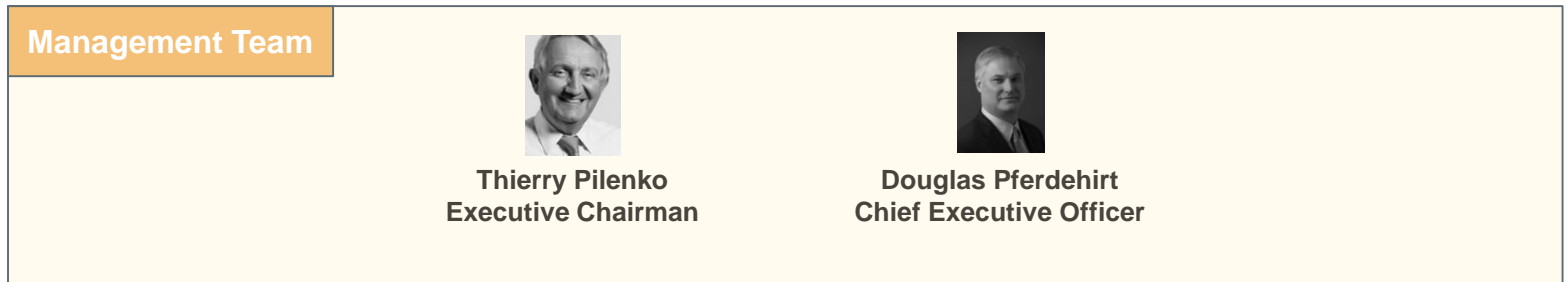 Management Team
Thierry Pilenko
Executive Chairman
Douglas Pferdehirt
Chief Executive Officer